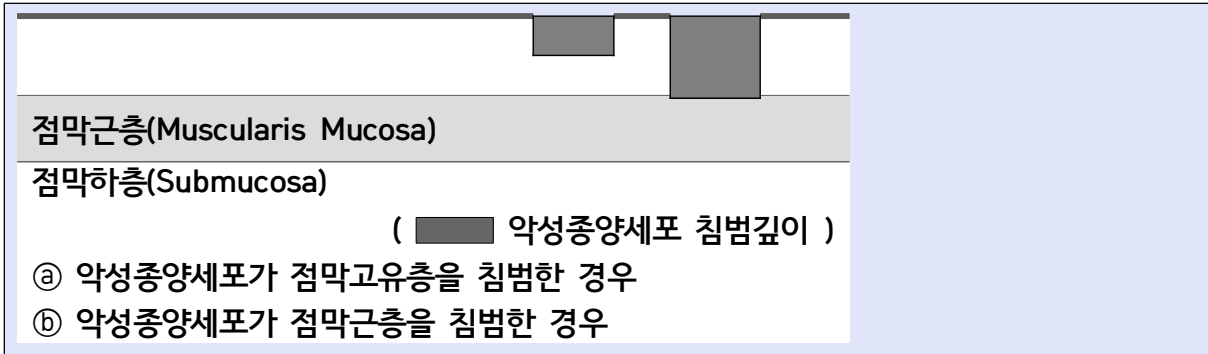 점막근층(Muscularis Mucosa)
점막하층(Submucosa)
( 악성종양세포 침범깊이 )
ⓐ 악성종양세포가 점막고유층을 침범한 경우
ⓑ 악성종양세포가 점막근층을 침범한 경우